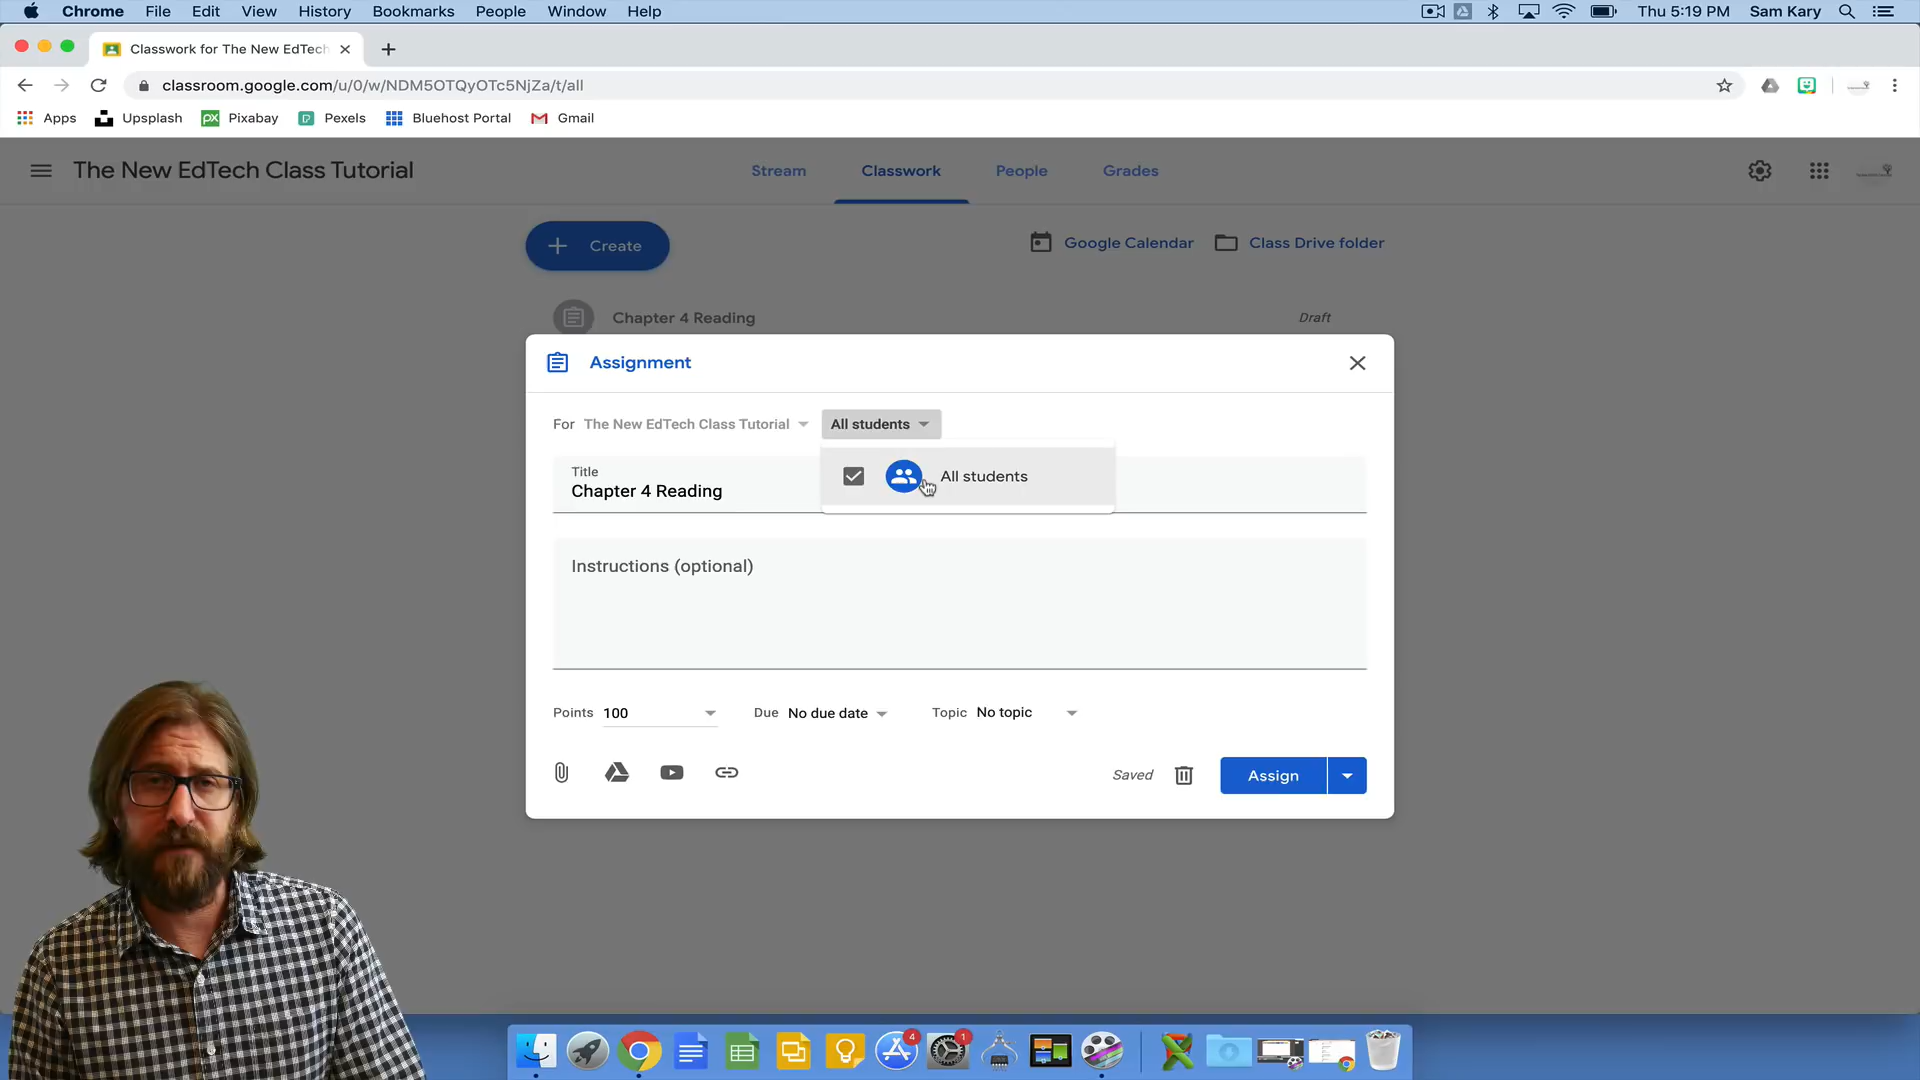 Chrome File Edit View History Bookmarks People Window Help Thu 5:19 PM Sam Kary
Classwork for The New EdTech
classroom.google.com/u/0/w/NDM5OTQyOTc5NjZa/t/all
Apps Upsplash Pixabay Pexels Bluehost Portal Gmail
The New EdTech Class Tutorial Stream Classwork People Grades
Create Google Calendar Class Drive folder
Chapter 4 Reading Draft
Assignment
For The New EdTech Class Tutorial All students
All students
Title
Chapter 4 Reading
Instructions (optional)
Points 100 Due No due date Topic No topic
Saved Assign
4 1